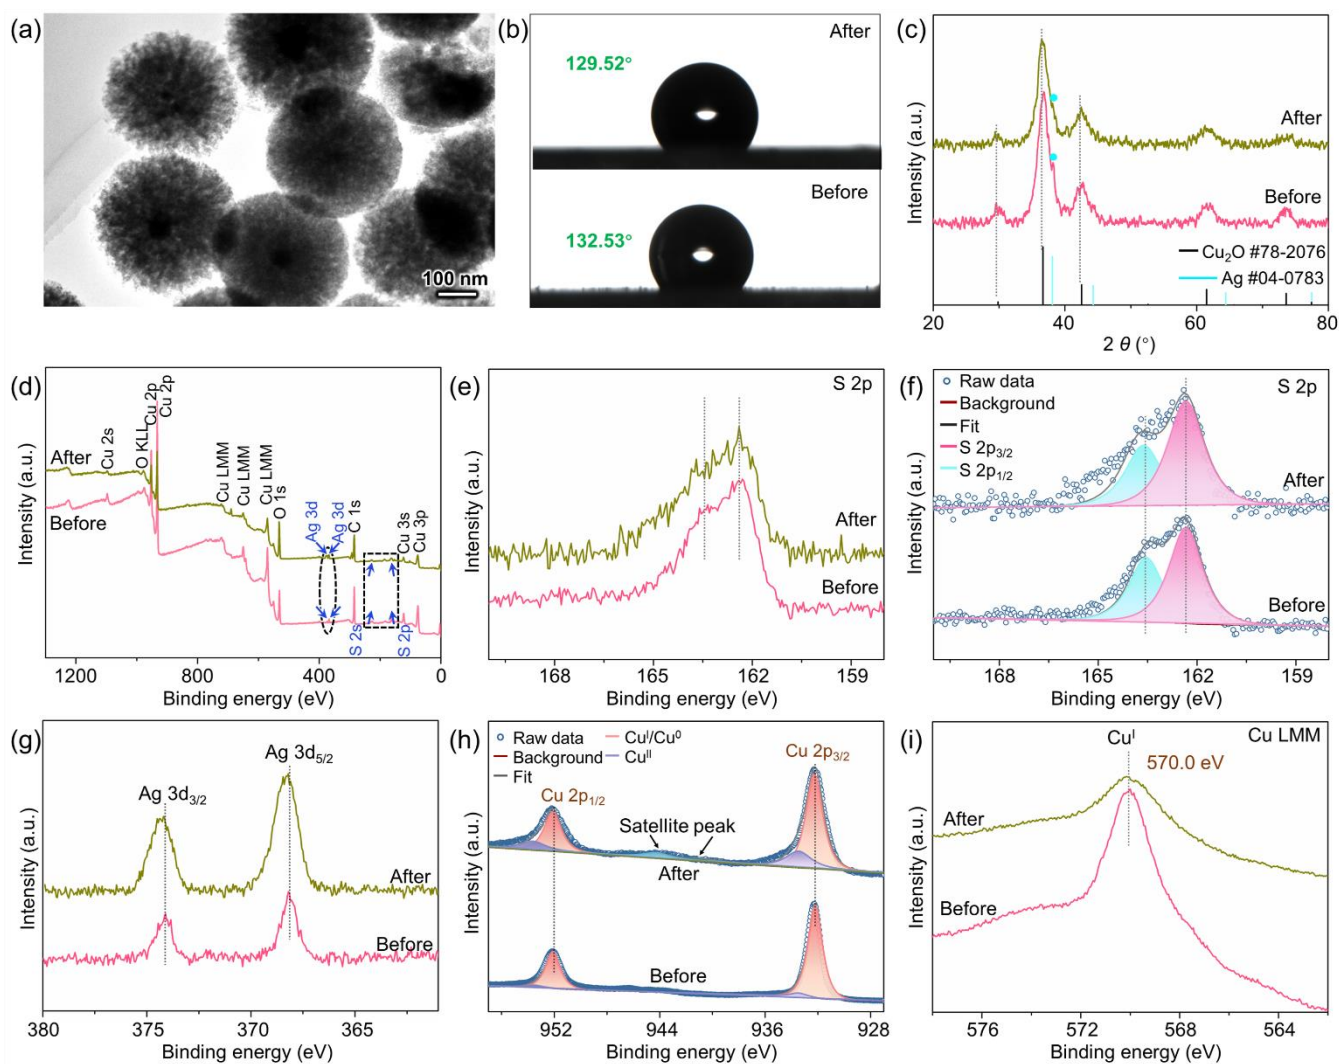 (a)
100 nm
(b)
After
129.52°
Before
132.53°
(c)
Intensity (a.u.)
After
Before
Cu₂O #78-2076
Ag #04-0783
20 40 60 80
2 θ (°)
(d)
Intensity (a.u.)
After
Before
Cu 2s
O KLL
Cu 2p
Cu 2p
Cu LMM
Cu LMM
Cu LMM
O 1s
Ag 3d
Ag 3d
C 1s
Cu 3s
Cu 3p
S 2s
S 2p
1200 800 400 0
Binding energy (eV)
(e)
S 2p
Intensity (a.u.)
After
Before
168 165 162 159
Binding energy (eV)
(f)
Raw data
Background
Fit
S 2p₃/₂
S 2p₁/₂
S 2p
Intensity (a.u.)
After
Before
168 165 162 159
Binding energy (eV)
(g)
Ag 3d₅/₂
Ag 3d₃/₂
Intensity (a.u.)
After
Before
380 375 370 365
Binding energy (eV)
(h)
Raw data
Background
Fit
Cuᴵ/Cu⁰
Cuᴵᴵ
Cu 2p₃/₂
Cu 2p₁/₂
Satellite peak
Intensity (a.u.)
After
Before
952 944 936 928
Binding energy (eV)
(i)
Cuᴵ
Cu LMM
570.0 eV
Intensity (a.u.)
After
Before
576 572 568 564
Binding energy (eV)